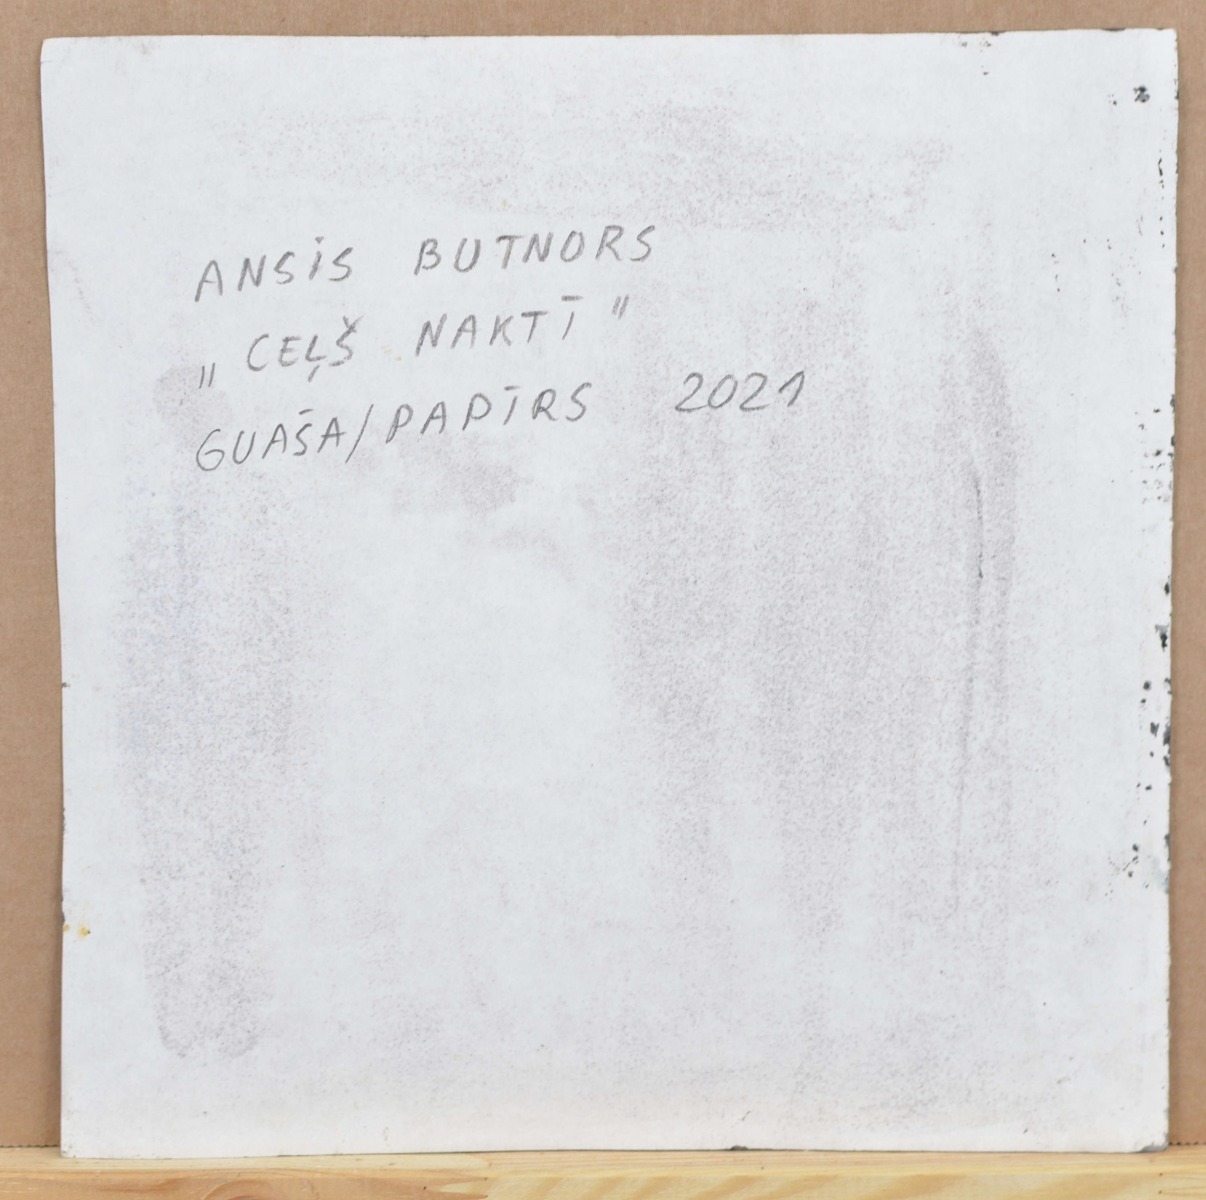 ANSIS BUTNORS
„CEĻŠ NAKTĪ"
GUAŠA/PAPĪRS 2021